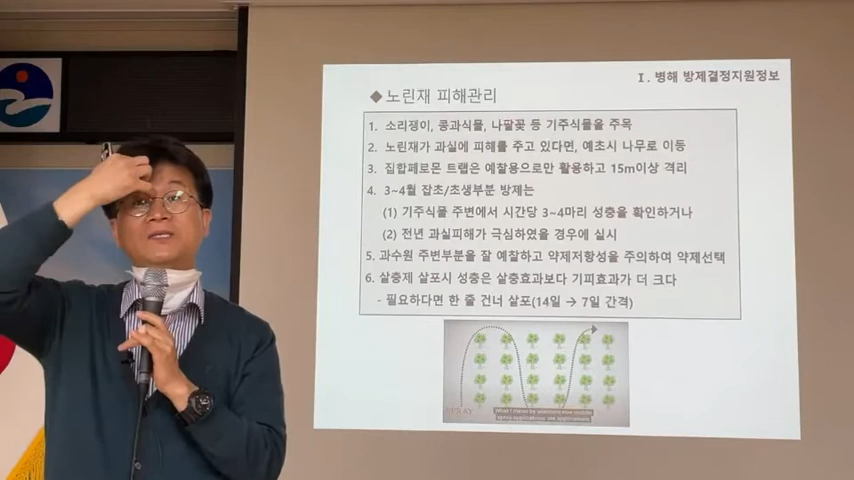 I. 병해 방제결정지원정보
◆ 노린재 피해관리
1. 소리쟁이, 콩과식물, 나팔꽃 등 기주식물을 주목
2. 노린재가 과실에 피해를 주고 있다면, 예초시 나무로 이동
3. 집합페로몬 트랩은 예찰용으로만 활용하고 15m이상 격리
4. 3~4월 잡초/초생부분 방제는
(1) 기주식물 주변에서 시간당 3~4마리 성충을 확인하거나
(2) 전년 과실피해가 극심하였을 경우에 실시
5. 과수원 주변부분을 잘 예찰하고 약제저항성을 주의하여 약제선택
6. 살충제 살포시 성충은 살충효과보다 기피효과가 더 크다
- 필요하다면 한 줄 건너 살포(14일 → 7일 간격)
SPRAY